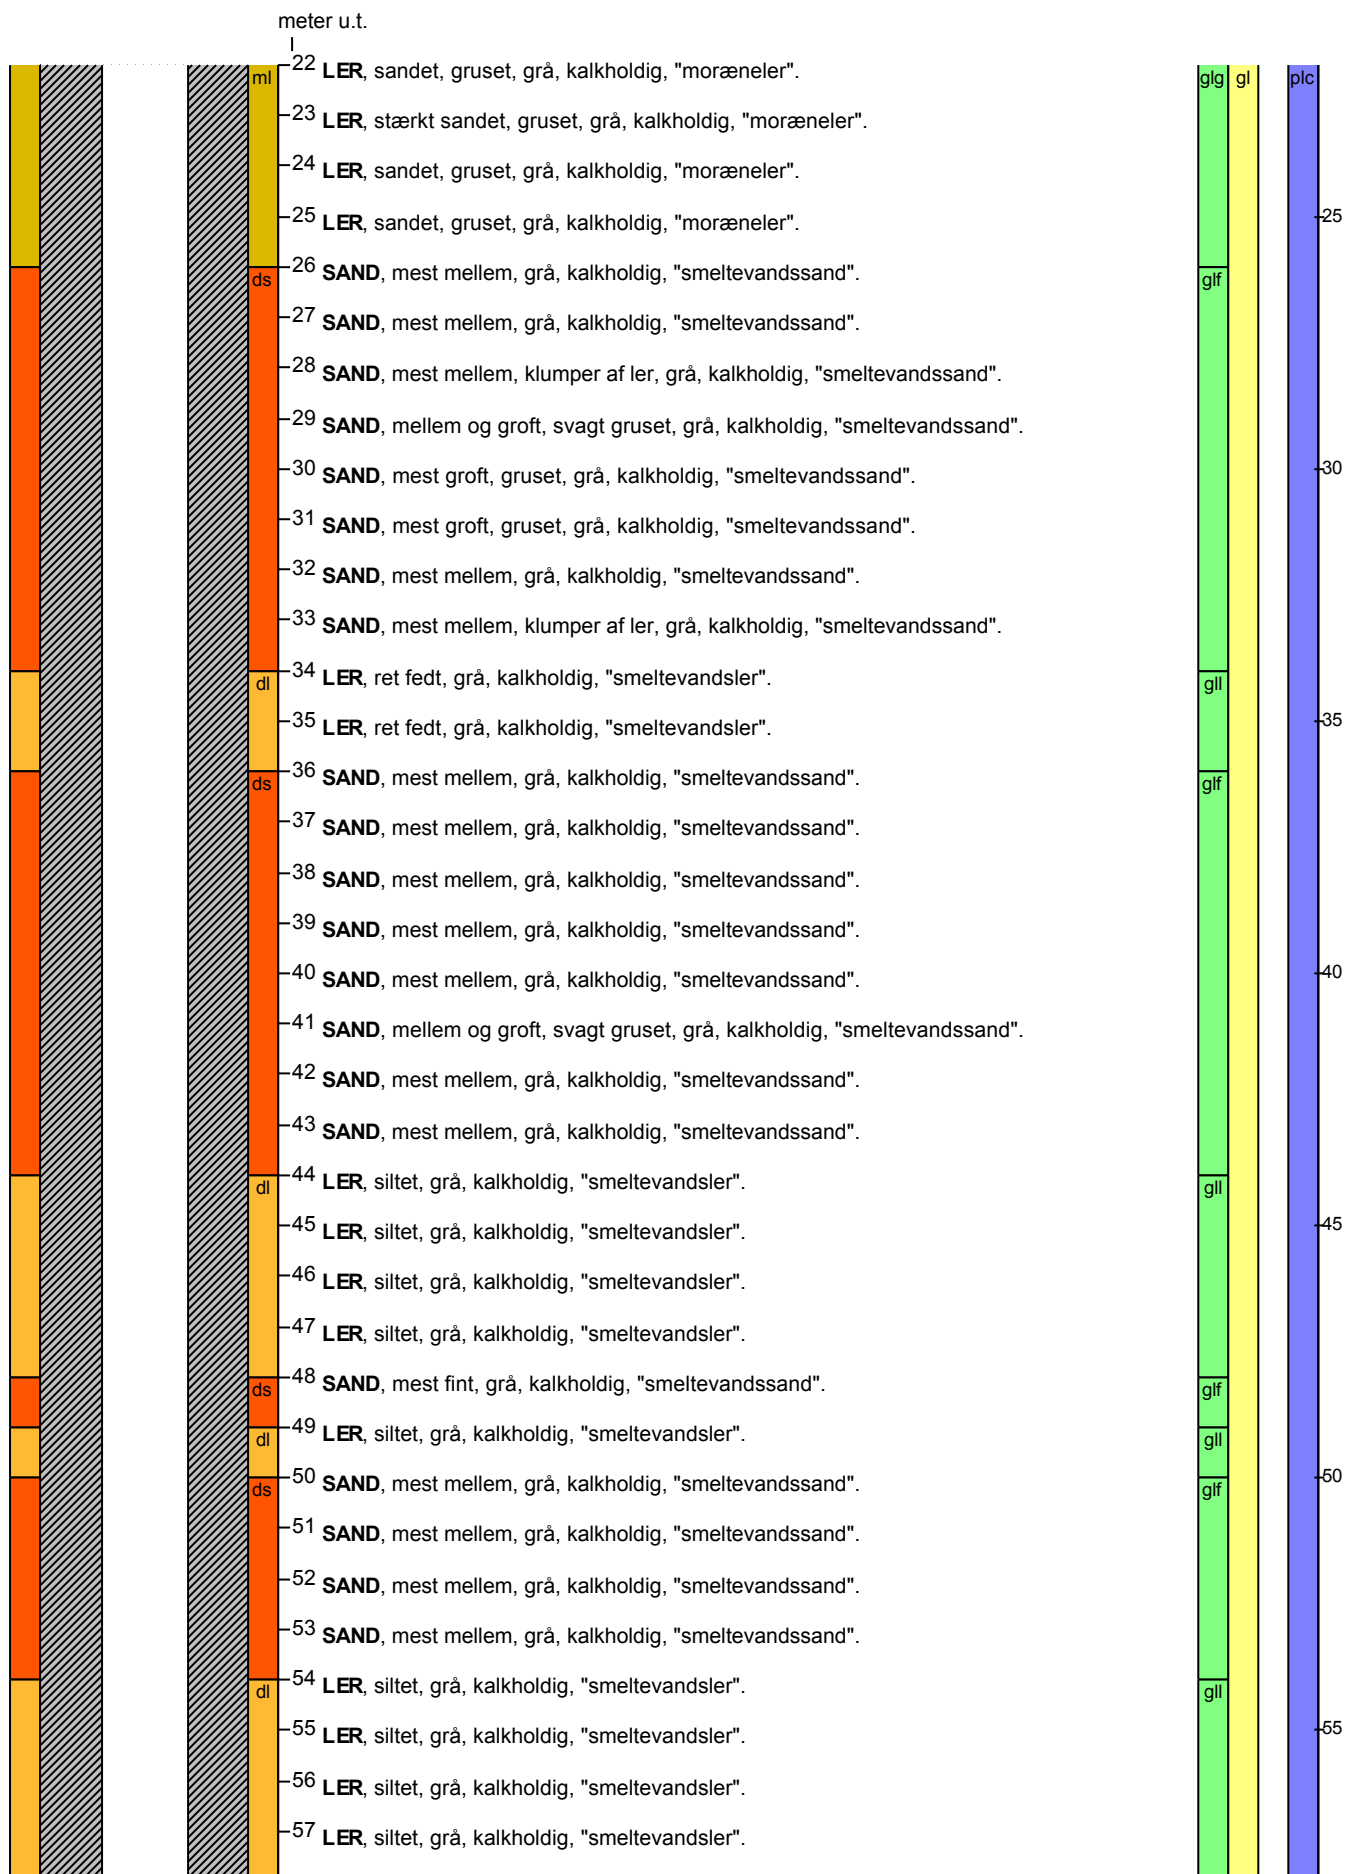 meter u.t.
ml 22 LER, sandet, gruset, grå, kalkholdig, "moræneler". glg gl plc
23 LER, stærkt sandet, gruset, grå, kalkholdig, "moræneler".
24 LER, sandet, gruset, grå, kalkholdig, "moræneler".
25 LER, sandet, gruset, grå, kalkholdig, "moræneler". 25
ds 26 SAND, mest mellem, grå, kalkholdig, "smeltevandssand". glf
27 SAND, mest mellem, grå, kalkholdig, "smeltevandssand".
28 SAND, mest mellem, klumper af ler, grå, kalkholdig, "smeltevandssand".
29 SAND, mellem og groft, svagt gruset, grå, kalkholdig, "smeltevandssand".
30 SAND, mest groft, gruset, grå, kalkholdig, "smeltevandssand". 30
31 SAND, mest groft, gruset, grå, kalkholdig, "smeltevandssand".
32 SAND, mest mellem, grå, kalkholdig, "smeltevandssand".
33 SAND, mest mellem, klumper af ler, grå, kalkholdig, "smeltevandssand".
dl 34 LER, ret fedt, grå, kalkholdig, "smeltevandsler". gll
35 LER, ret fedt, grå, kalkholdig, "smeltevandsler". 35
ds 36 SAND, mest mellem, grå, kalkholdig, "smeltevandssand". glf
37 SAND, mest mellem, grå, kalkholdig, "smeltevandssand".
38 SAND, mest mellem, grå, kalkholdig, "smeltevandssand".
39 SAND, mest mellem, grå, kalkholdig, "smeltevandssand".
40 SAND, mest mellem, grå, kalkholdig, "smeltevandssand". 40
41 SAND, mellem og groft, svagt gruset, grå, kalkholdig, "smeltevandssand".
42 SAND, mest mellem, grå, kalkholdig, "smeltevandssand".
43 SAND, mest mellem, grå, kalkholdig, "smeltevandssand".
dl 44 LER, siltet, grå, kalkholdig, "smeltevandsler". gll
45 LER, siltet, grå, kalkholdig, "smeltevandsler". 45
46 LER, siltet, grå, kalkholdig, "smeltevandsler".
47 LER, siltet, grå, kalkholdig, "smeltevandsler".
ds 48 SAND, mest fint, grå, kalkholdig, "smeltevandssand". glf
dl 49 LER, siltet, grå, kalkholdig, "smeltevandsler". gll
ds 50 SAND, mest mellem, grå, kalkholdig, "smeltevandssand". glf 50
51 SAND, mest mellem, grå, kalkholdig, "smeltevandssand".
52 SAND, mest mellem, grå, kalkholdig, "smeltevandssand".
53 SAND, mest mellem, grå, kalkholdig, "smeltevandssand".
dl 54 LER, siltet, grå, kalkholdig, "smeltevandsler". gll
55 LER, siltet, grå, kalkholdig, "smeltevandsler". 55
56 LER, siltet, grå, kalkholdig, "smeltevandsler".
57 LER, siltet, grå, kalkholdig, "smeltevandsler".